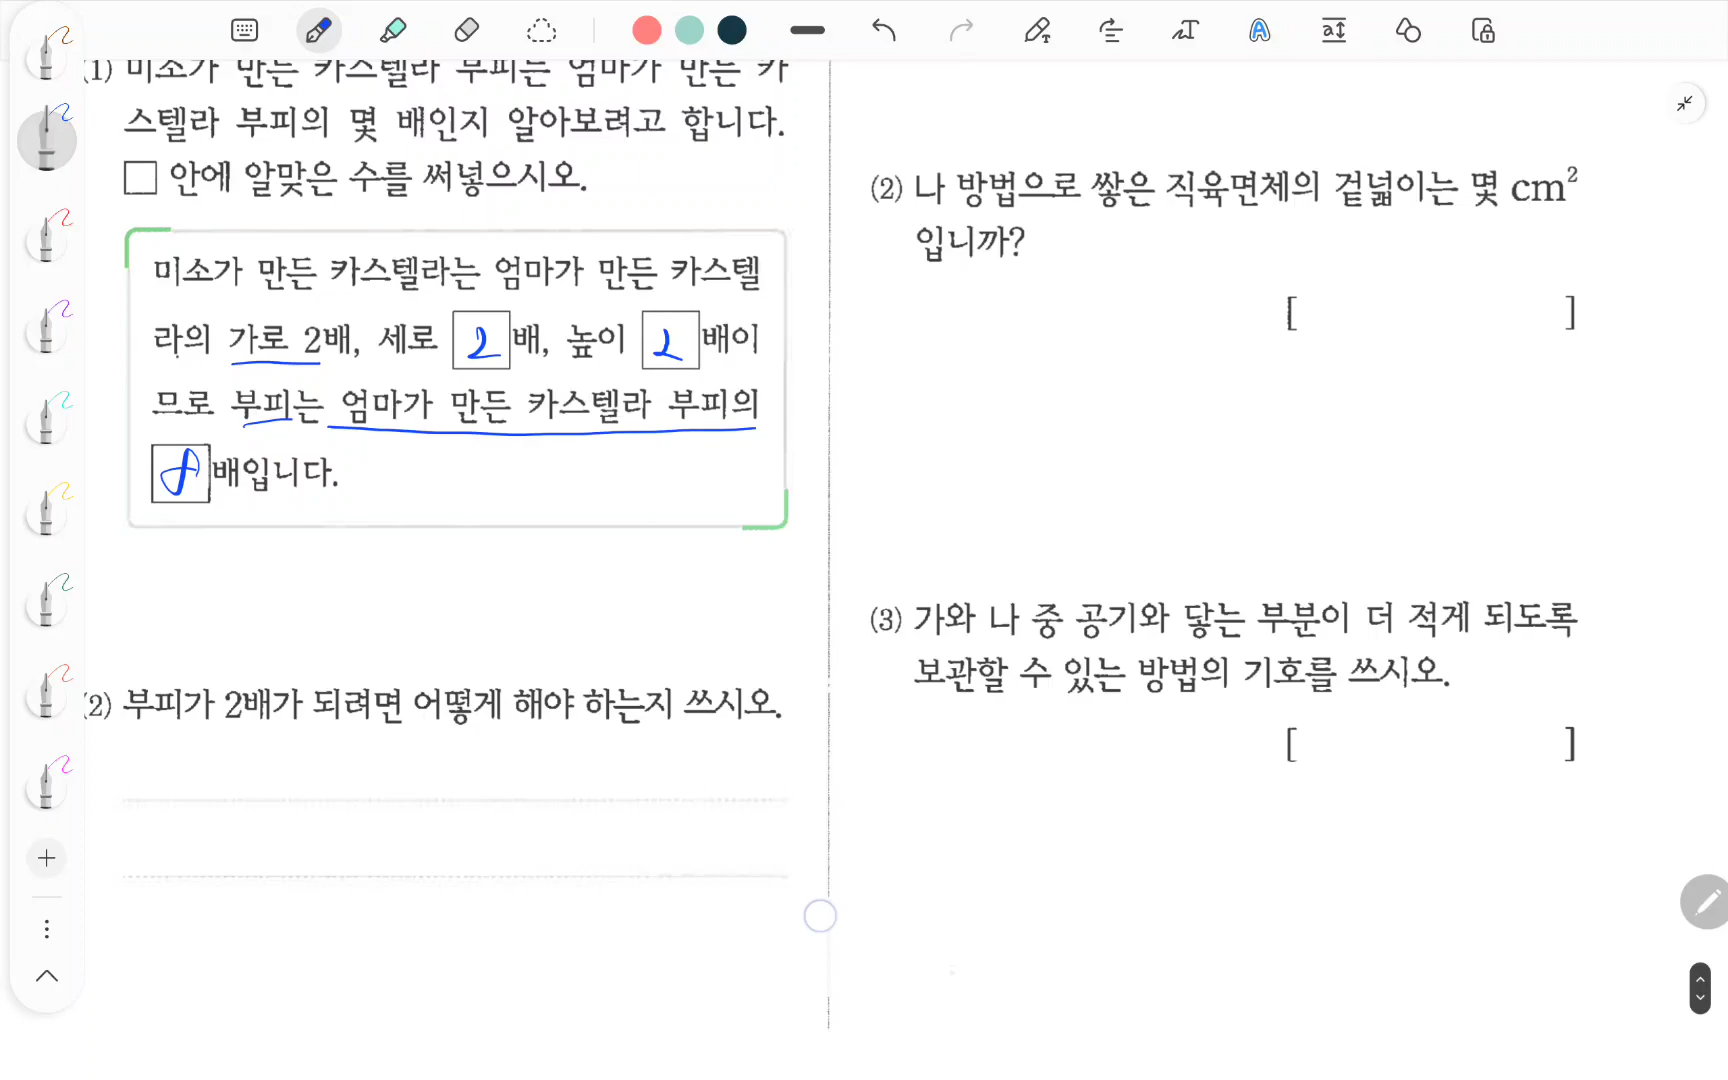 (1) 미소가 만든 카스텔라 부피는 엄마가 만든 카
스텔라 부피의 몇 배인지 알아보려고 합니다.
□ 안에 알맞은 수를 써넣으시오.
미소가 만든 카스텔라는 엄마가 만든 카스텔
라의 가로 2배, 세로 2 배, 높이 2 배이
므로 부피는 엄마가 만든 카스텔라 부피의
8 배입니다.
(2) 부피가 2배가 되려면 어떻게 해야 하는지 쓰시오.
(2) 나 방법으로 쌓은 직육면체의 겉넓이는 몇 cm²
입니까?
[ ]
(3) 가와 나 중 공기와 닿는 부분이 더 적게 되도록
보관할 수 있는 방법의 기호를 쓰시오.
[ ]